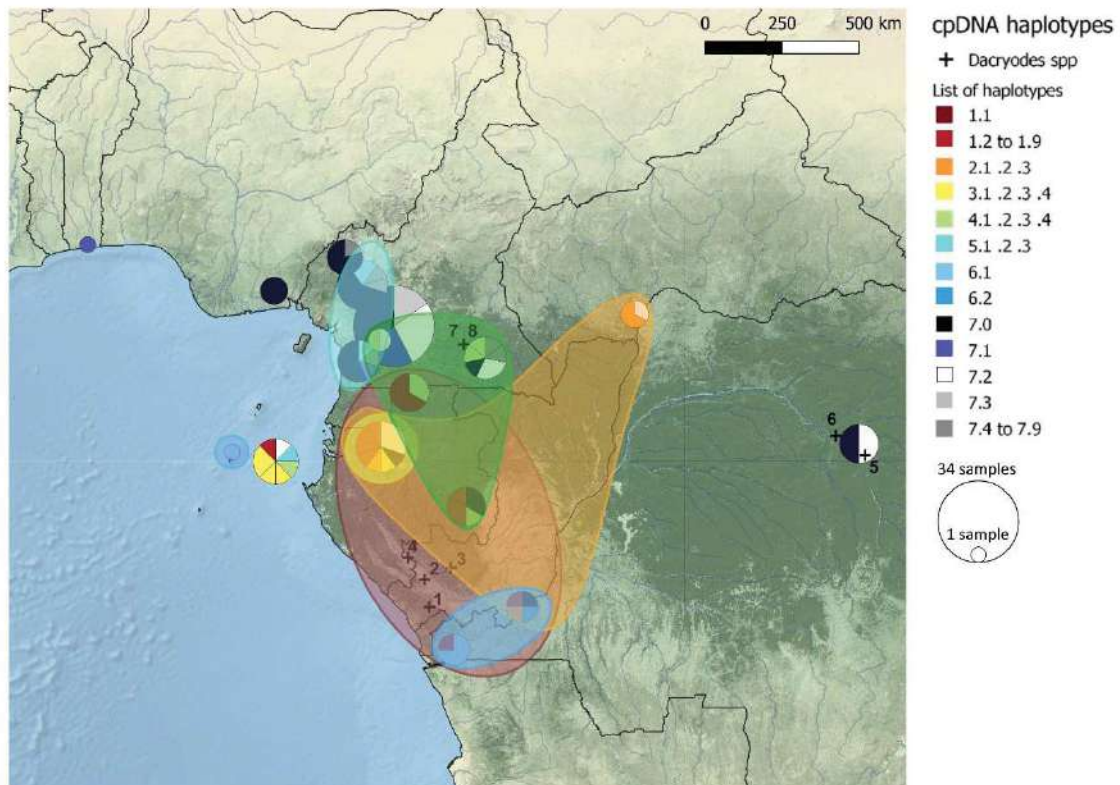 0 250 500 km
cpDNA haplotypes
+ Dacryodes spp
List of haplotypes
1.1
1.2 to 1.9
2.1 .2 .3
3.1 .2 .3 .4
4.1 .2 .3 .4
5.1 .2 .3
6.1
6.2
7.0
7.1
7.2
7.3
7.4 to 7.9
34 samples
1 sample
7 8
6
5
4
3
2
1